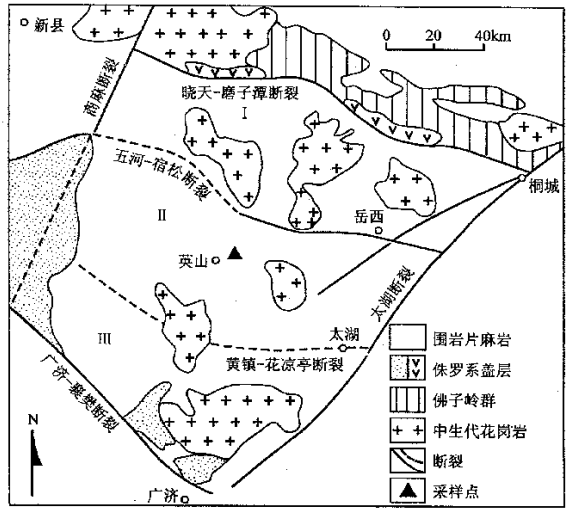 新县
0 20 40km
商麻断裂
晓天-磨子潭断裂
I
五河-宿松断裂
桐城
岳西
II
英山
太湖断裂
III
太湖
黄镇-花凉亭断裂
广济-襄樊断裂
N
广济
围岩片麻岩
侏罗系盖层
佛子岭群
中生代花岗岩
断裂
采样点